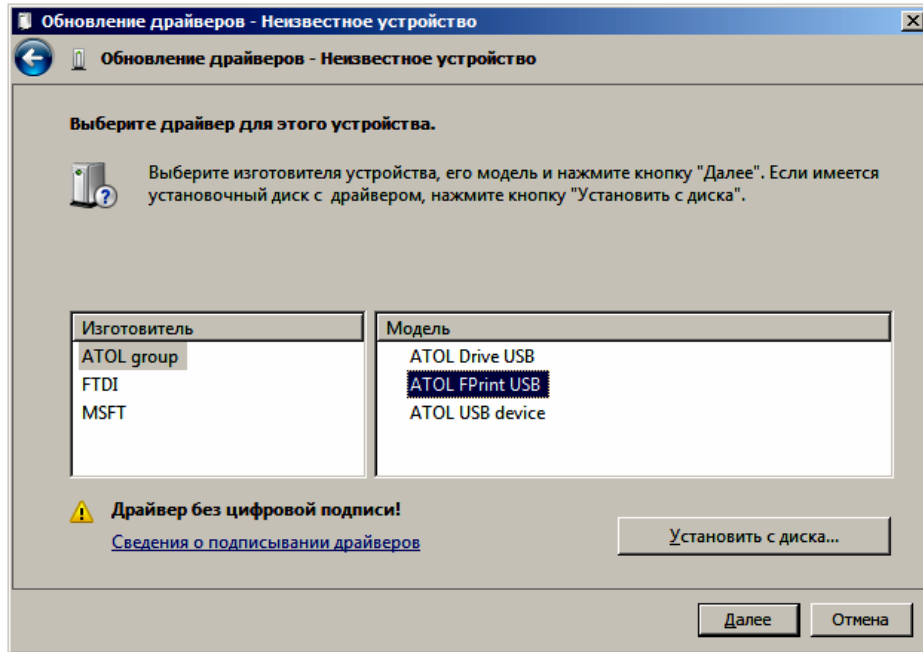 Обновление драйверов - Неизвестное устройство
Обновление драйверов - Неизвестное устройство
Выберите драйвер для этого устройства.
Выберите изготовителя устройства, его модель и нажмите кнопку "Далее". Если имеется
установочный диск с драйвером, нажмите кнопку "Установить с диска".
Изготовитель
ATOL group
FTDI
MSFT
Модель
ATOL Drive USB
ATOL FPrint USB
ATOL USB device
Драйвер без цифровой подписи!
Сведения о подписывании драйверов
Установить с диска...
Далее
Отмена